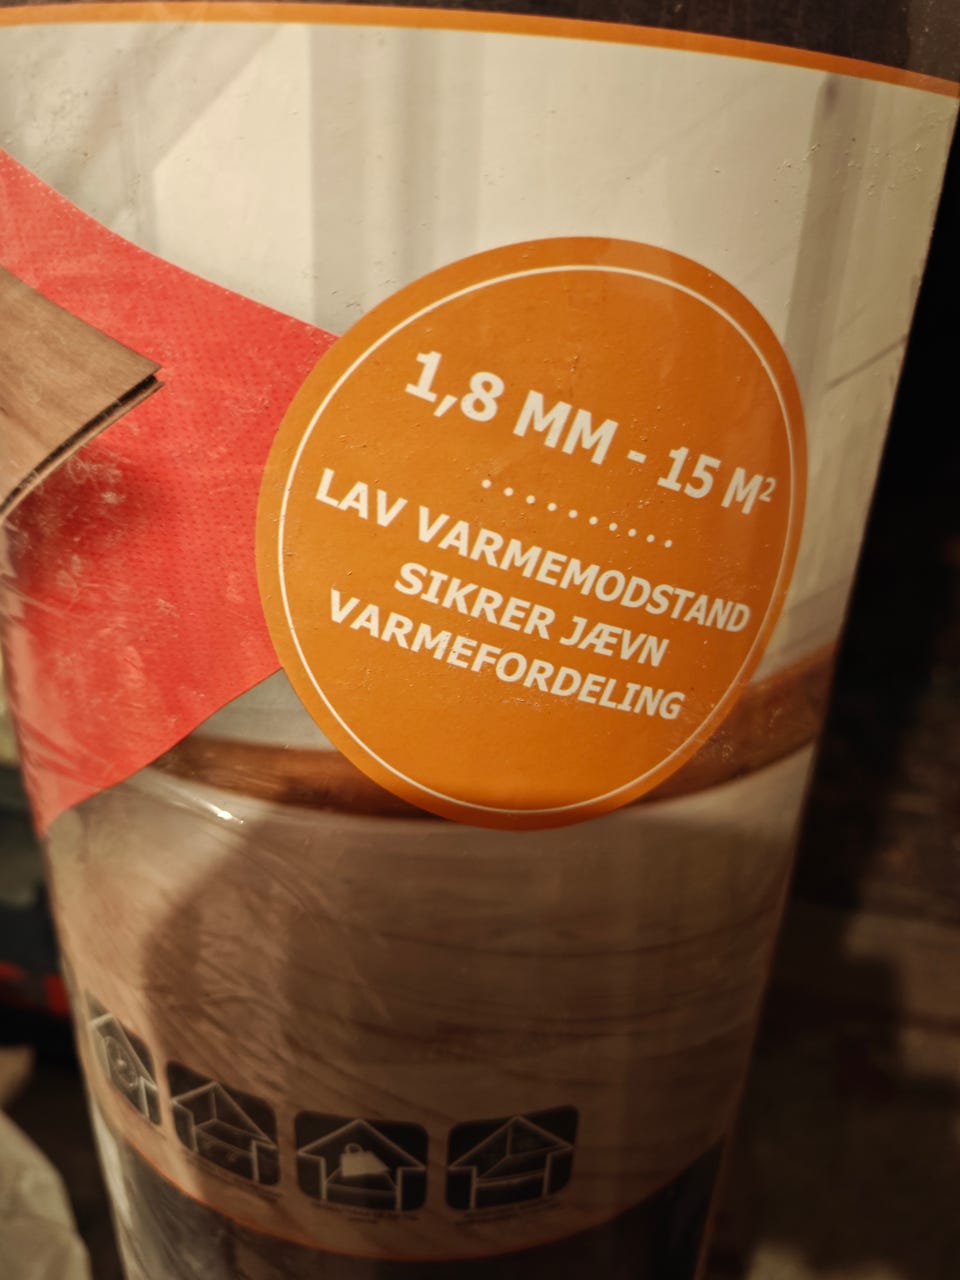 1,8 MM - 15 M²
LAV VARMEMODSTAND
SIKRER JÆVN
VARMEFORDELING